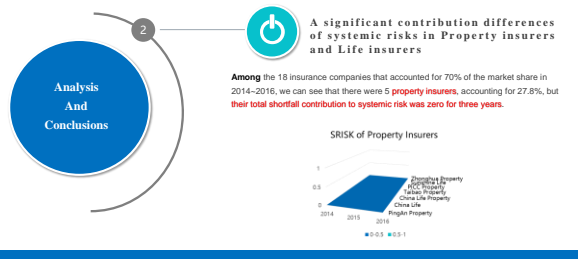 2
A significant contribution differences
of systemic risks in Property insurers
and Life insurers
Analysis
And
Conclusions
Among the 18 insurance companies that accounted for 70% of the market share in
2014~2016, we can see that there were 5 property insurers, accounting for 27.8%, but
their total shortfall contribution to systemic risk was zero for three years.
SRISK of Property Insurers
1
0.5
0
2014
2015
2016
Zhonghua Property
Sunshine Life
PICC Property
Taibao Property
China Life Property
China Life
PingAn Property
0-0.5 0.5-1